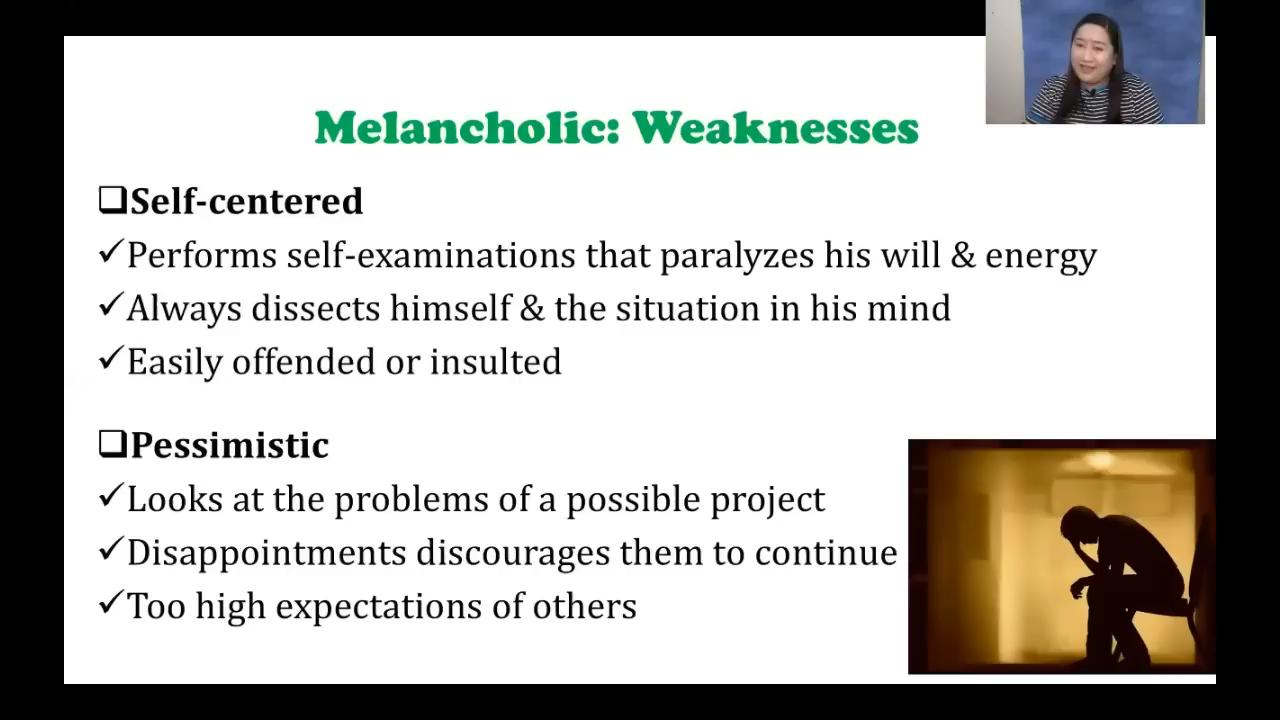 Melancholic: Weaknesses
❑Self-centered
✓Performs self-examinations that paralyzes his will & energy
✓Always dissects himself & the situation in his mind
✓Easily offended or insulted
❑Pessimistic
✓Looks at the problems of a possible project
✓Disappointments discourages them to continue
✓Too high expectations of others